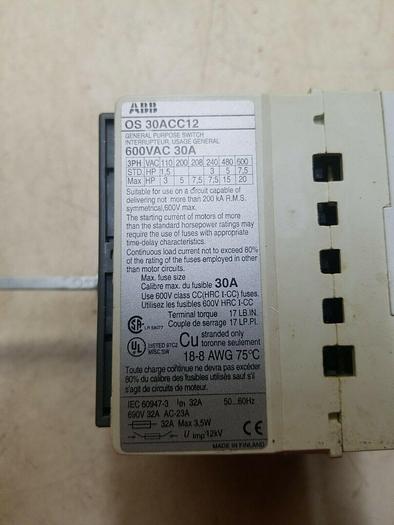 ABB
OS 30ACC12
GENERAL PURPOSE SWITCH
INTERRUPTEUR, USAGE GENERAL
600VAC 30A
3PH VAC 110 200 208 240 480 600
STD. HP 1,5 3 5 7,5
Max HP 3 5 7,5 7,5 15 20
Suitable for use on a circuit capable of
delivering not more than 200 kA R.M.S.
symmetrical,600V max.
The starting current of motors of more
than the standard horsepower ratings may
require the use of fuses with appropriate
time-delay characteristics.
Continuous load current not to exceed 80%
of the rating of the fuses employed in other
than motor circuits.
Max. fuse size
Calibre max. du fusible 30A
Use 600V class CC(HRC I-CC) fuses
Utilisez les fusibles 600V HRC I-CC
Terminal torque 17 LB.IN.
Couple de serrage 17 LP.PI.
LISTED 97C2
MISC.SW
Cu stranded only
toronne seulement
18-8 AWG 75°C
Toute charge continue ne devra pas excéder
80% du calibre des fusibles utilisés sauf s'il
s'agit de circuits de moteur.
IEC 60947-3 Ith 32A 50...60Hz
690V 32A AC-23A
32A Max 3,5W
U imp 12kV CE
MADE IN FINLAND